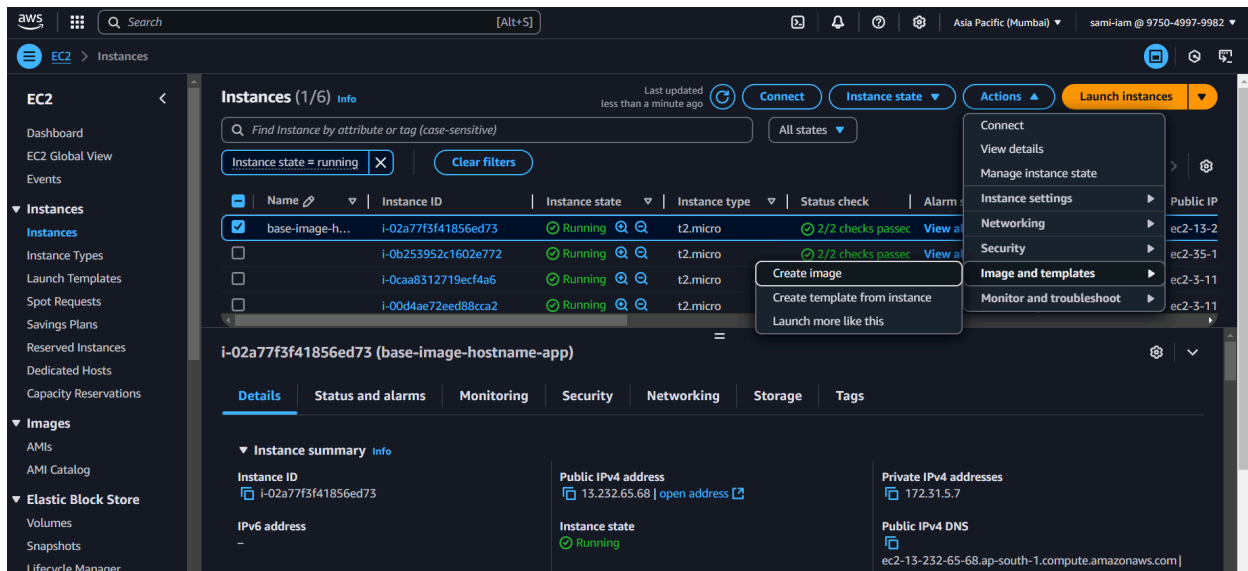 aws
Search [Alt+S]
Asia Pacific (Mumbai) ▼ sami-iam @ 9750-4997-9982 ▼
EC2 > Instances
EC2
Dashboard
EC2 Global View
Events
▼ Instances
Instances
Instance Types
Launch Templates
Spot Requests
Savings Plans
Reserved Instances
Dedicated Hosts
Capacity Reservations
▼ Images
AMIs
AMI Catalog
▼ Elastic Block Store
Volumes
Snapshots
Lifecycle Manager
Instances (1/6) Info
Last updated
less than a minute ago
Connect Instance state ▼ Actions ▲ Launch instances ▼
Find Instance by attribute or tag (case-sensitive) All states ▼
Instance state = running Clear filters
Name Instance ID Instance state Instance type Status check Alarm s Public IP
base-image-h... i-02a77f3f41856ed73 Running t2.micro 2/2 checks passec View al ec2-13-2
i-0b253952c1602e772 Running t2.micro 2/2 checks passec View al ec2-35-1
i-0caa8312719ecf4a6 Running t2.micro ec2-3-11
i-00d4ae72eed88cca2 Running t2.micro ec2-3-11
Connect
View details
Manage instance state
Instance settings
Networking
Security
Image and templates
Monitor and troubleshoot
Create image
Create template from instance
Launch more like this
i-02a77f3f41856ed73 (base-image-hostname-app)
Details Status and alarms Monitoring Security Networking Storage Tags
▼ Instance summary Info
Instance ID
i-02a77f3f41856ed73
Public IPv4 address
13.232.65.68 | open address
Private IPv4 addresses
172.31.5.7
IPv6 address
–
Instance state
Running
Public IPv4 DNS
ec2-13-232-65-68.ap-south-1.compute.amazonaws.com |